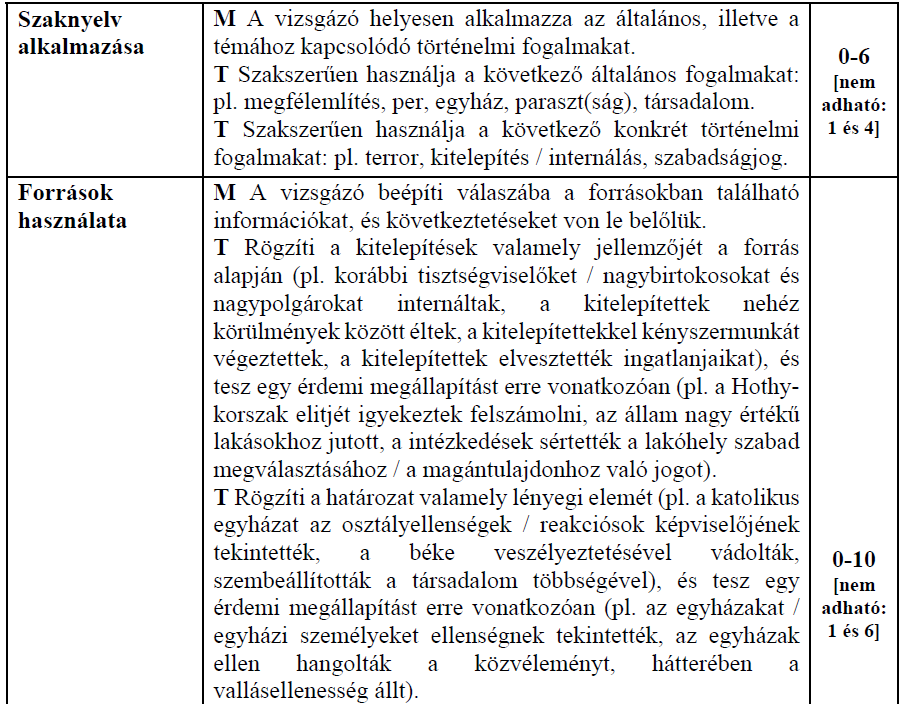 Szaknyelv
alkalmazása
M A vizsgázó helyesen alkalmazza az általános, illetve a
témához kapcsolódó történelmi fogalmakat.
T Szakszerűen használja a következő általános fogalmakat:
pl. megfélemlítés, per, egyház, paraszt(ság), társadalom.
T Szakszerűen használja a következő konkrét történelmi
fogalmakat: pl. terror, kitelepítés / internálás, szabadságjog.
0-6
[nem
adható:
1 és 4]
Források
használata
M A vizsgázó beépíti válaszába a forrásokban található
információkat, és következtetéseket von le belőlük.
T Rögzíti a kitelepítések valamely jellemzőjét a forrás
alapján (pl. korábbi tisztségviselőket / nagybirtokosokat és
nagypolgárokat internáltak, a kitelepítettek nehéz
körülmények között éltek, a kitelepítettekkel kényszermunkát
végeztettek, a kitelepítettek elvesztették ingatlanjaikat), és
tesz egy érdemi megállapítást erre vonatkozóan (pl. a Hothy-
korszak elitjét igyekeztek felszámolni, az állam nagy értékű
lakásokhoz jutott, a intézkedések sértették a lakóhely szabad
megválasztásához / a magántulajdonhoz való jogot).
T Rögzíti a határozat valamely lényegi elemét (pl. a katolikus
egyházat az osztályellenségek / reakciósok képviselőjének
tekintették, a béke veszélyeztetésével vádolták,
szembeállították a társadalom többségével), és tesz egy
érdemi megállapítást erre vonatkozóan (pl. az egyházakat /
egyházi személyeket ellenségnek tekintették, az egyházak
ellen hangolták a közvéleményt, hátterében a
vallásellenesség állt).
0-10
[nem
adható:
1 és 6]